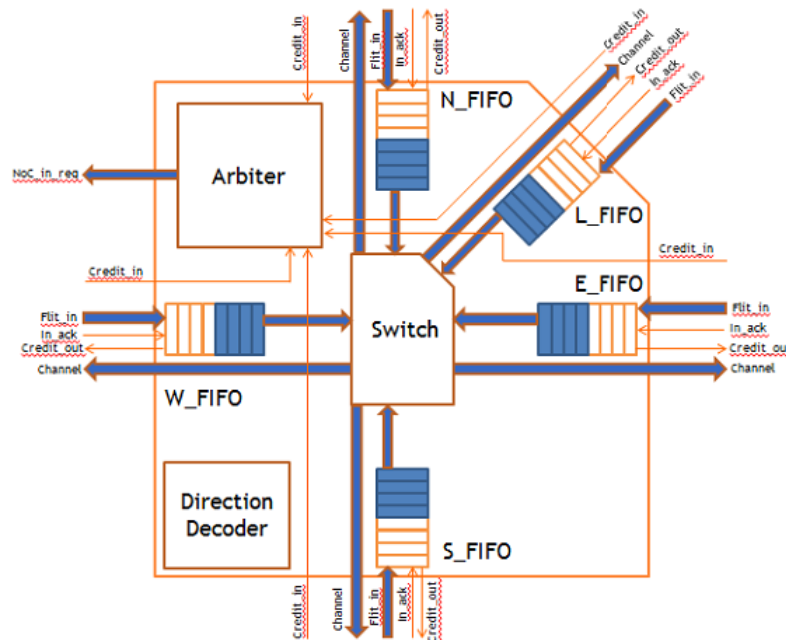 Credit_in
Channel
Flit_in
In_ack
Credit_out
Credit_in
Channel
Credit_out
In_ack
Flit_in
N_FIFO
Arbiter
NoC_in_req
L_FIFO
Credit_in
Credit_in
E_FIFO
Flit_in
In_ack
Credit_out
Channel
Switch
Flit_in
In_ack
Credit_ou
Channel
W_FIFO
Direction
Decoder
S_FIFO
Credit_in
Channel
Flit_in
In_ack
Credit_out